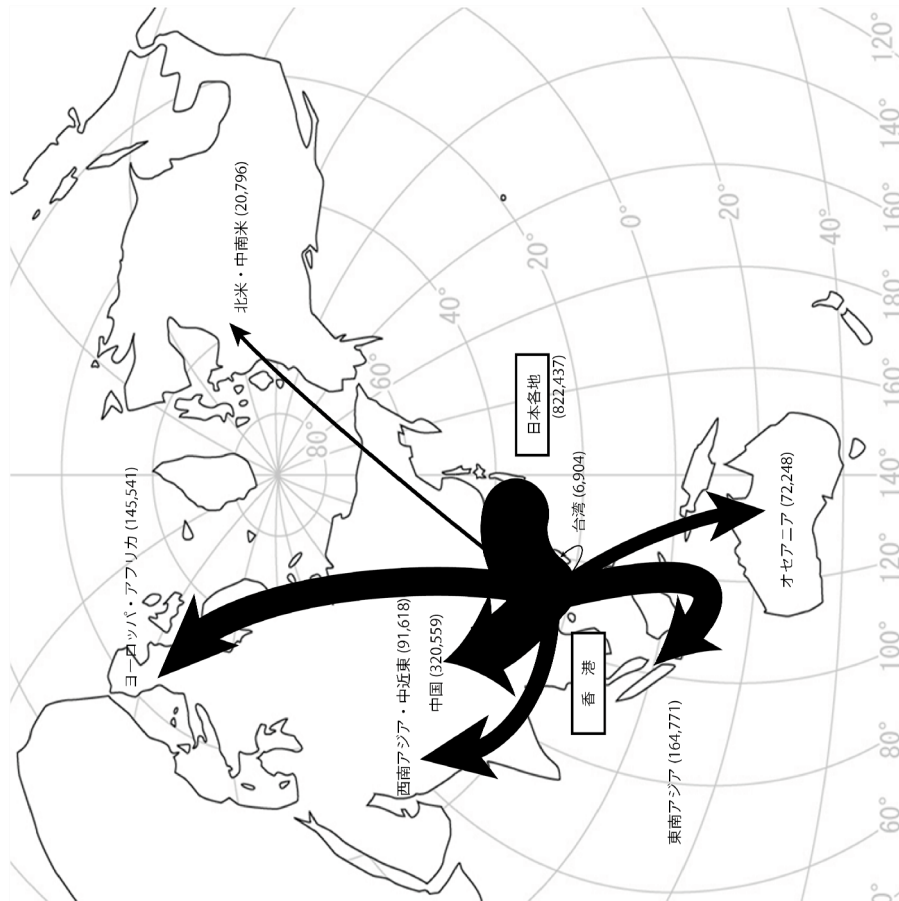 ヨーロッパ・アフリカ (145,541)
北米・中南米 (20,796)
80°
60°
西南アジア・中近東 (91,618)
中国 (320,559)
40°
日本各地
(822,437)
20°
台湾 (6,904)
香　港
0°
東南アジア (164,771)
20°
オセアニア (72,248)
40°
60°
80°
100°
120°
140°
160°
180°
160°
140°
120°